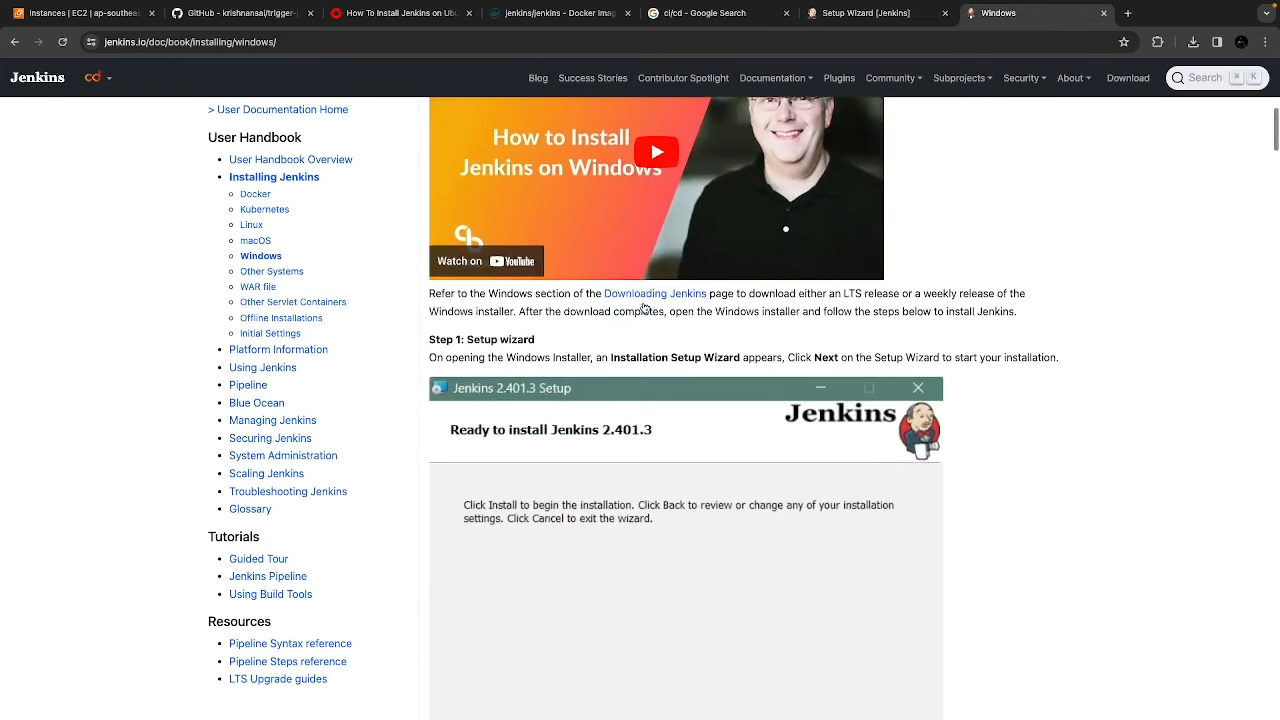 Instances | EC2 | ap-southeas
GitHub - krishnansai/trigger-j
How To Install Jenkins on Ubu
jenkins/jenkins - Docker Imag
ci/cd - Google Search
Setup Wizard [Jenkins]
Windows
jenkins.io/doc/book/installing/windows/
Jenkins
cd
Blog Success Stories Contributor Spotlight Documentation Plugins Community Subprojects Security About Download Search K
> User Documentation Home
User Handbook
User Handbook Overview
Installing Jenkins
Docker
Kubernetes
Linux
macOS
Windows
Other Systems
WAR file
Other Servlet Containers
Offline Installations
Initial Settings
Platform Information
Using Jenkins
Pipeline
Blue Ocean
Managing Jenkins
Securing Jenkins
System Administration
Scaling Jenkins
Troubleshooting Jenkins
Glossary
Tutorials
Guided Tour
Jenkins Pipeline
Using Build Tools
Resources
Pipeline Syntax reference
Pipeline Steps reference
LTS Upgrade guides
How to Install
Jenkins on Windows
Watch on YouTube
Refer to the Windows section of the Downloading Jenkins page to download either an LTS release or a weekly release of the
Windows installer. After the download completes, open the Windows installer and follow the steps below to install Jenkins.
Step 1: Setup wizard
On opening the Windows Installer, an Installation Setup Wizard appears, Click Next on the Setup Wizard to start your installation.
Jenkins 2.401.3 Setup
Jenkins
Ready to install Jenkins 2.401.3
Click Install to begin the installation. Click Back to review or change any of your installation
settings. Click Cancel to exit the wizard.